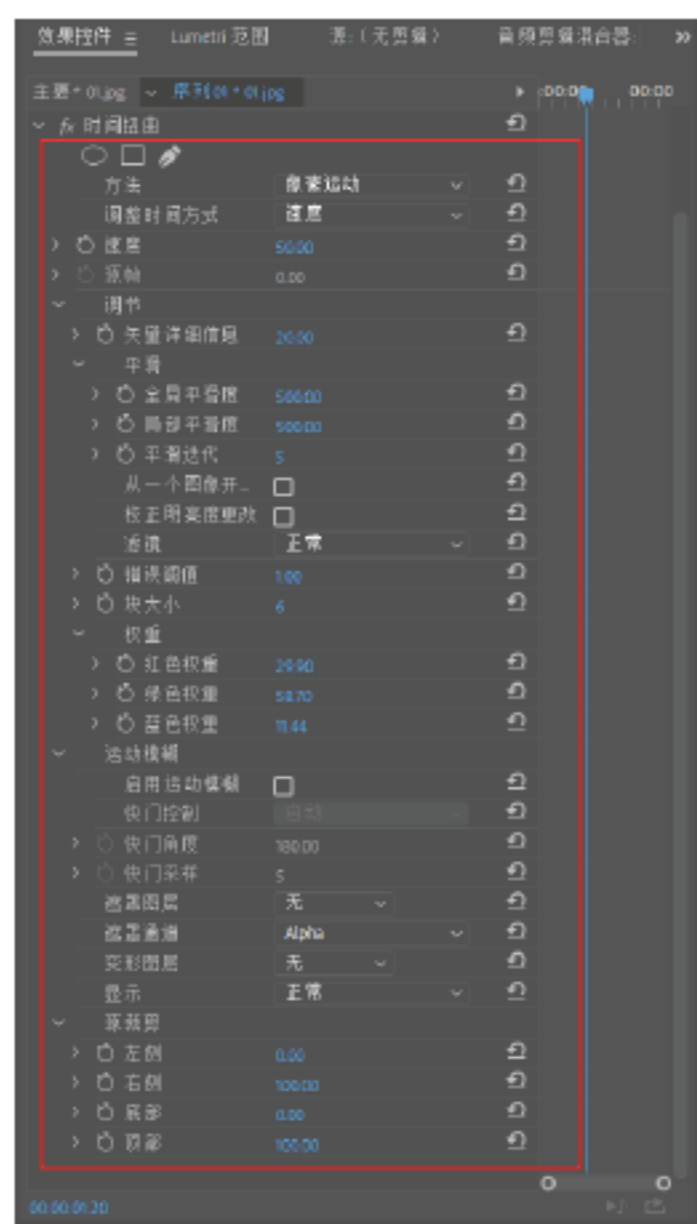 效果控件 Lumetri 范围 源:(无剪辑) 音频剪辑混合器: »
主要 * 01.jpg 序列 01 * 01.jpg :00:00 00:00
fx 时间扭曲
方法 像素运动
调整时间方式 速度
速度 50.00
源帧 0.00
调节
矢量详细信息 20.00
平滑
全局平滑度 500.00
局部平滑度 500.00
平滑迭代 5
从一个图像开...
校正明亮度更改
滤镜 正常
错误阈值 1.00
块大小 6
权重
红色权重 29.90
绿色权重 58.70
蓝色权重 11.44
运动模糊
启用运动模糊
快门控制 自动
快门角度 180.00
快门采样 5
遮罩图层 无
遮罩通道 Alpha
变形图层 无
显示 正常
源裁剪
左侧 0.00
右侧 100.00
底部 0.00
顶部 100.00
00:00:01:20